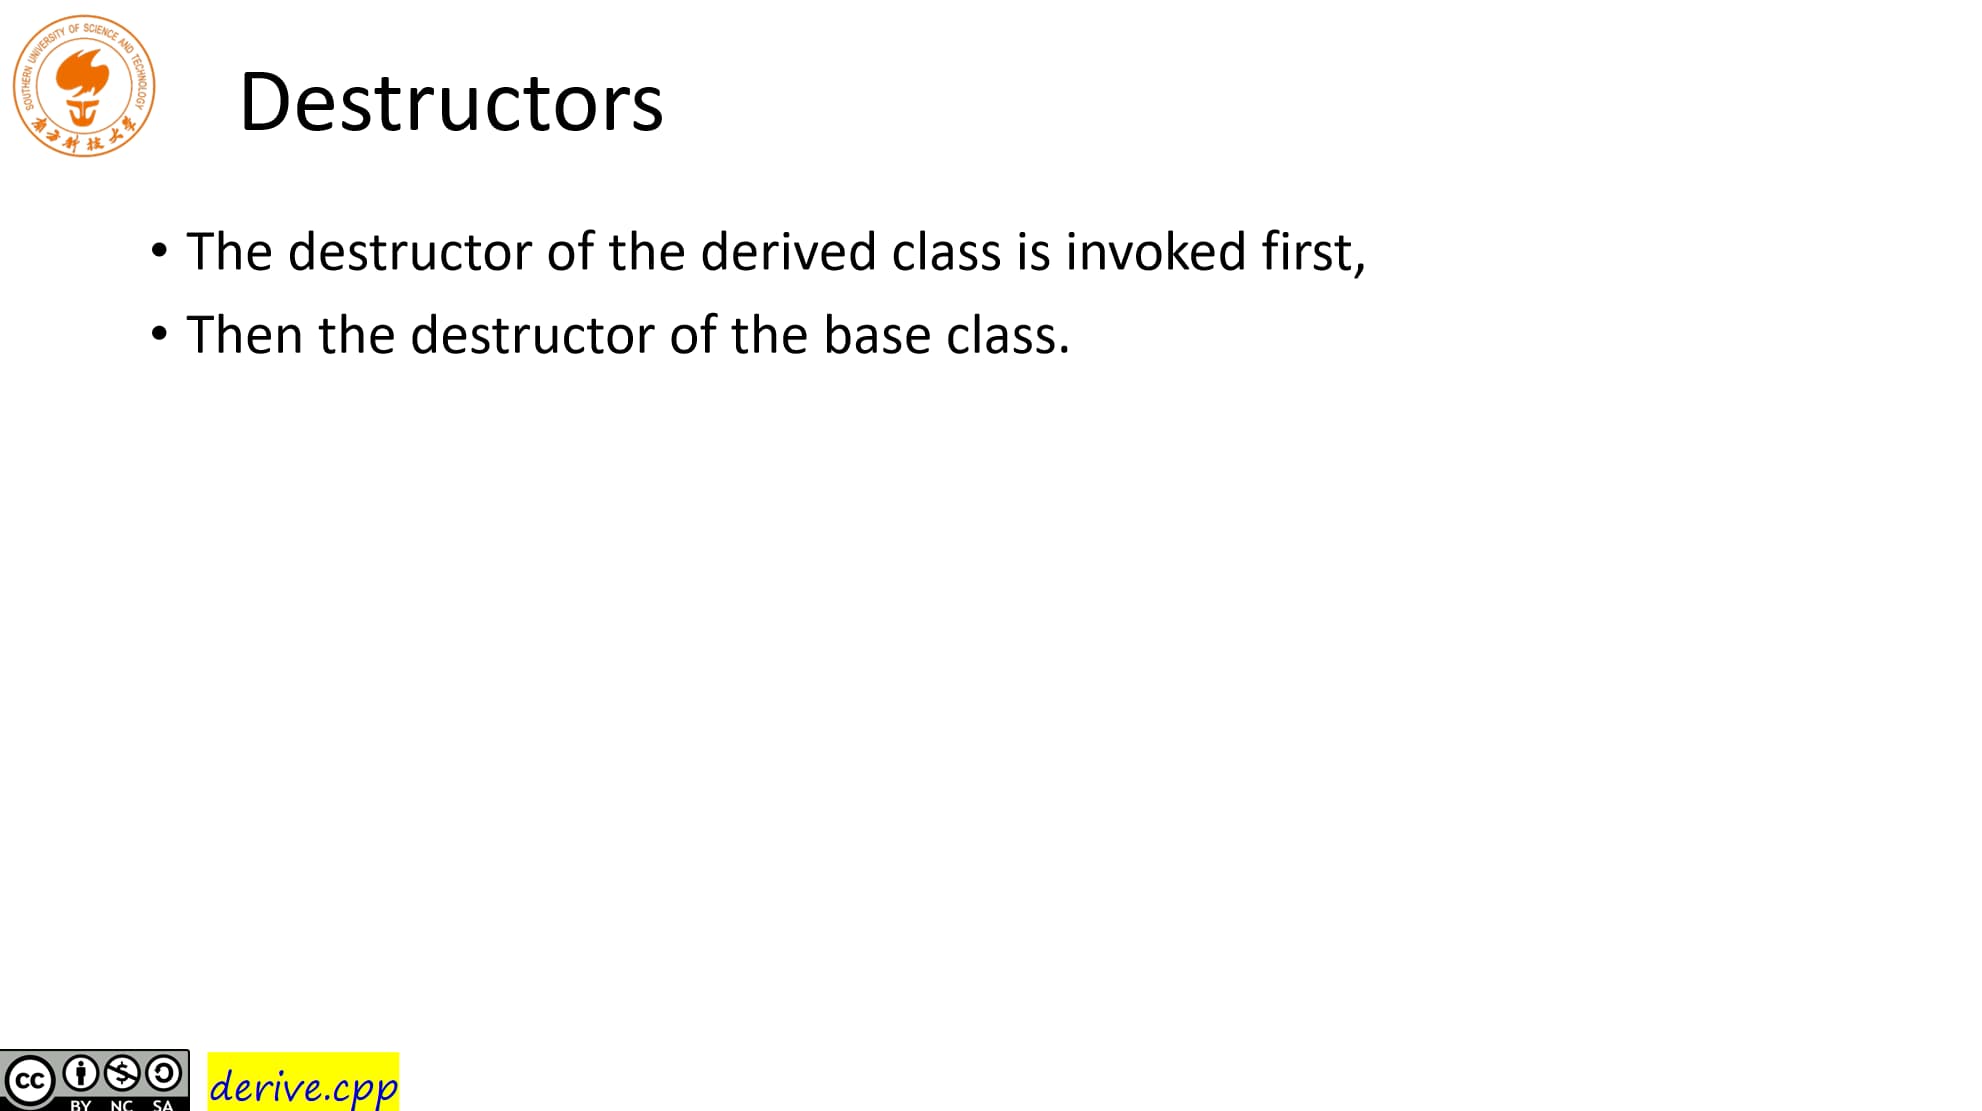 SOUTHERN UNIVERSITY OF SCIENCE AND TECHNOLOGY
南方科技大学
Destructors
• The destructor of the derived class is invoked first,
• Then the destructor of the base class.
cc
BY NC SA
derive.cpp